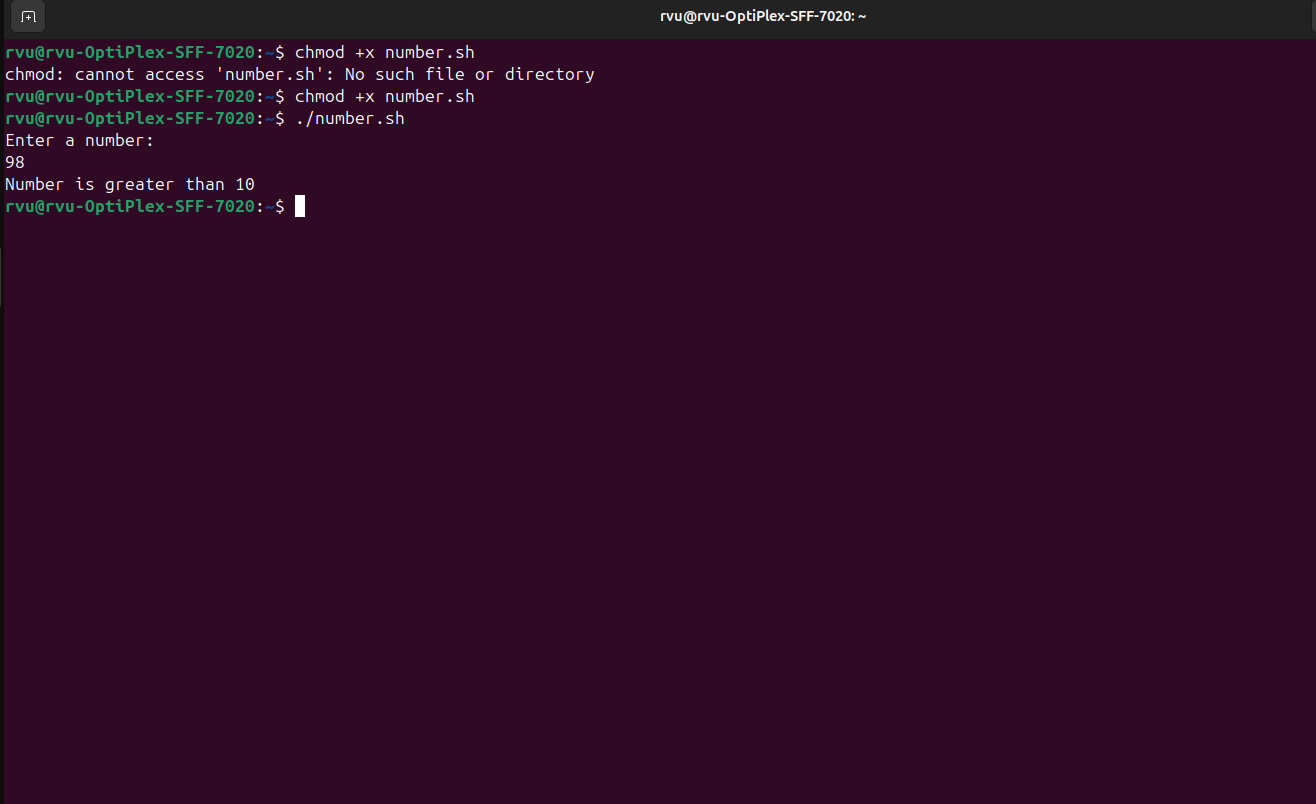 rvu@rvu-OptiPlex-SFF-7020: ~
rvu@rvu-OptiPlex-SFF-7020:~$ chmod +x number.sh
chmod: cannot access 'number.sh': No such file or directory
rvu@rvu-OptiPlex-SFF-7020:~$ chmod +x number.sh
rvu@rvu-OptiPlex-SFF-7020:~$ ./number.sh
Enter a number:
98
Number is greater than 10
rvu@rvu-OptiPlex-SFF-7020:~$